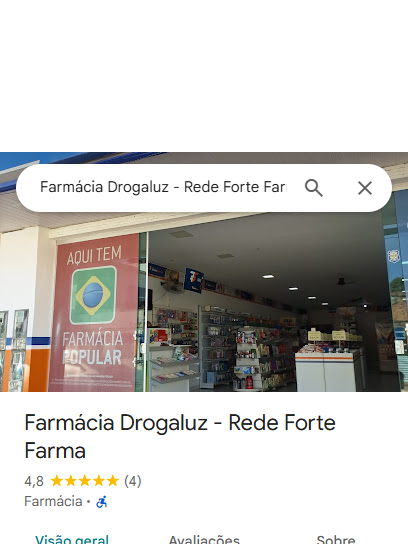 Farmácia Drogaluz - Rede Forte Far
AQUI TEM
FARMÁCIA
POPULAR
Farmácia Drogaluz - Rede Forte
Farma
4,8 (4)
Farmácia ·
Visão geral
Avaliações
Sobre